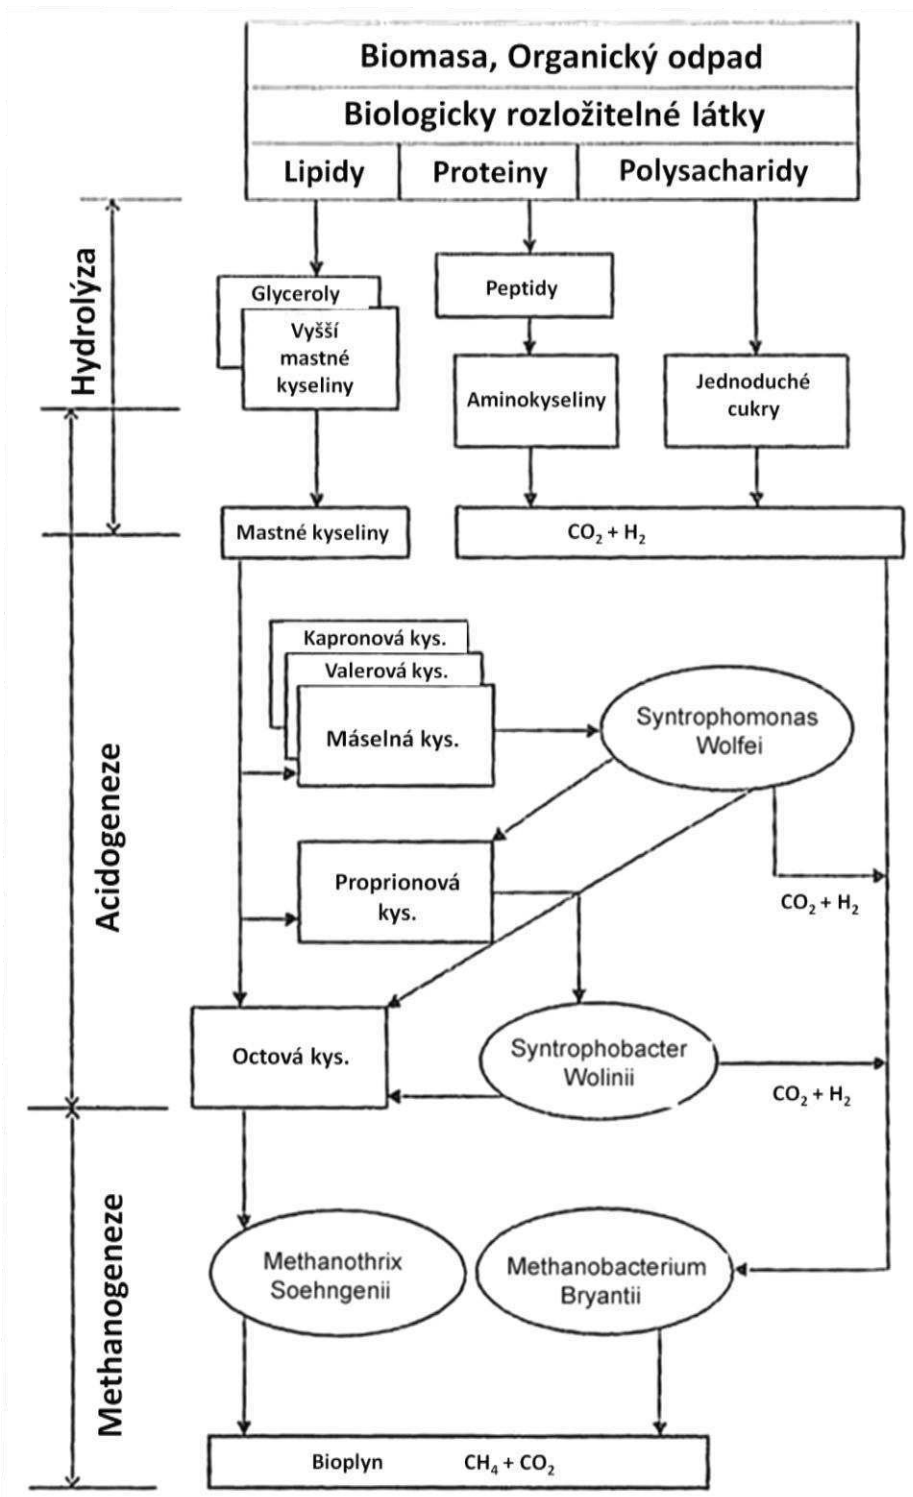 Biomasa, Organický odpad
Biologicky rozložitelné látky
Lipidy
Proteiny
Polysacharidy
Hydrolýza
Glyceroly
Vyšší
mastné
kyseliny
Peptidy
Aminokyseliny
Jednoduché
cukry
Mastné kyseliny
CO₂ + H₂
Acidogeneze
Kapronová kys.
Valerová kys.
Máselná kys.
Syntrophomonas
Wolfei
Proprionová
kys.
CO₂ + H₂
Octová kys.
Syntrophobacter
Wolinii
CO₂ + H₂
Methanogeneze
Methanothrix
Soehngenii
Methanobacterium
Bryantii
Bioplyn
CH₄ + CO₂